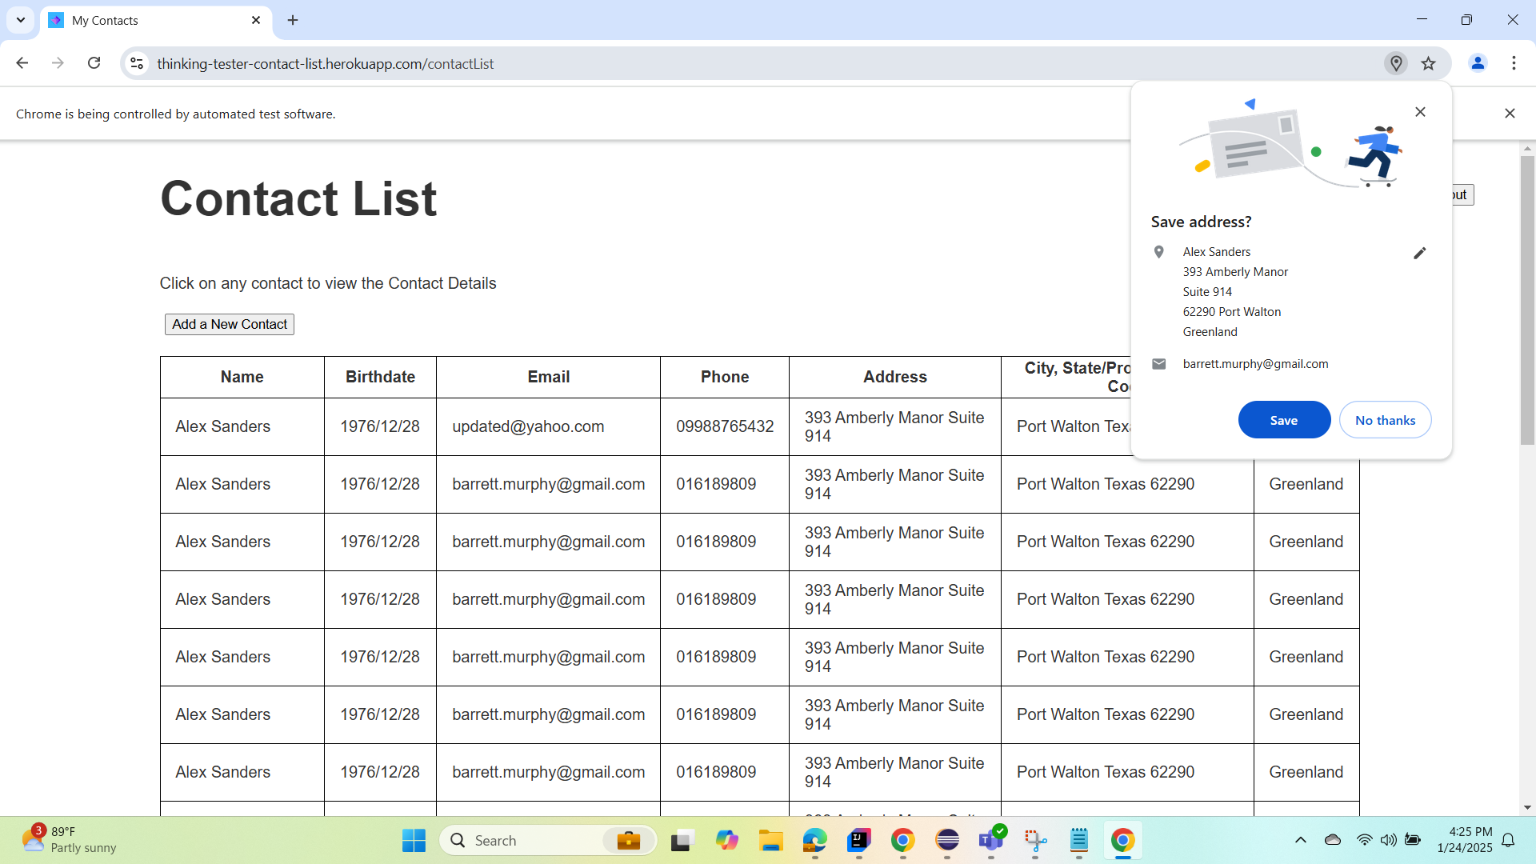 My Contacts
thinking-tester-contact-list.herokuapp.com/contactList
Chrome is being controlled by automated test software.
Contact List
out
Click on any contact to view the Contact Details
Add a New Contact
Save address?
Alex Sanders
393 Amberly Manor
Suite 914
62290 Port Walton
Greenland
barrett.murphy@gmail.com
Save No thanks
Name Birthdate Email Phone Address City, State/Pro
Co
Alex Sanders 1976/12/28 updated@yahoo.com 09988765432 393 Amberly Manor Suite 914 Port Walton Tex
Alex Sanders 1976/12/28 barrett.murphy@gmail.com 016189809 393 Amberly Manor Suite 914 Port Walton Texas 62290 Greenland
Alex Sanders 1976/12/28 barrett.murphy@gmail.com 016189809 393 Amberly Manor Suite 914 Port Walton Texas 62290 Greenland
Alex Sanders 1976/12/28 barrett.murphy@gmail.com 016189809 393 Amberly Manor Suite 914 Port Walton Texas 62290 Greenland
Alex Sanders 1976/12/28 barrett.murphy@gmail.com 016189809 393 Amberly Manor Suite 914 Port Walton Texas 62290 Greenland
Alex Sanders 1976/12/28 barrett.murphy@gmail.com 016189809 393 Amberly Manor Suite 914 Port Walton Texas 62290 Greenland
Alex Sanders 1976/12/28 barrett.murphy@gmail.com 016189809 393 Amberly Manor Suite 914 Port Walton Texas 62290 Greenland
3
89°F
Partly sunny
Search
4:25 PM
1/24/2025